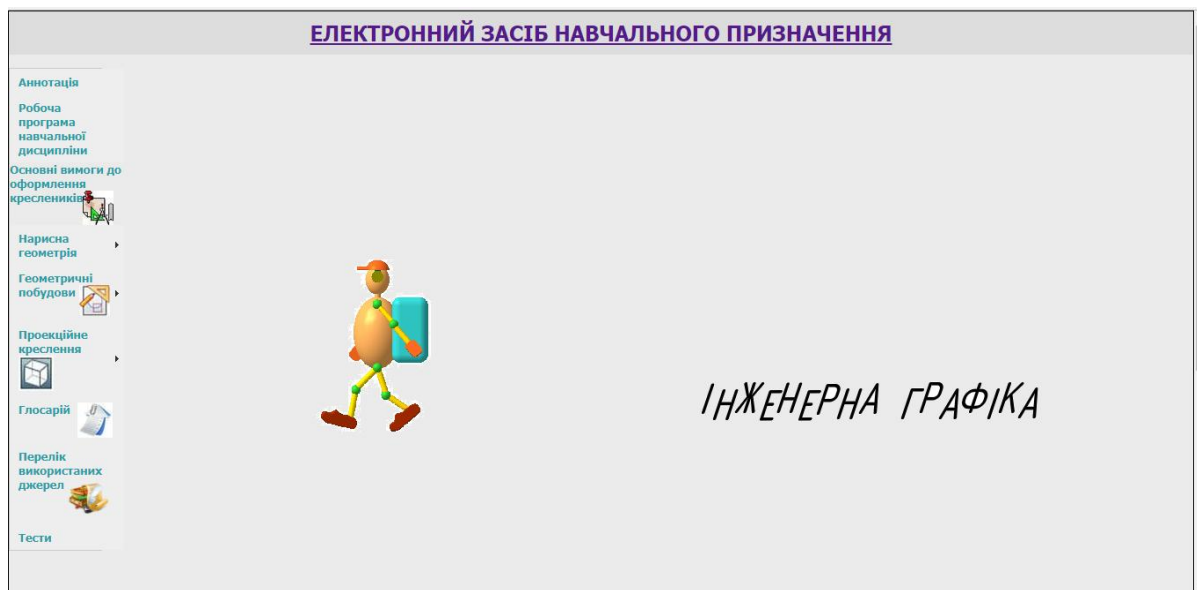 ЕЛЕКТРОННИЙ ЗАСІБ НАВЧАЛЬНОГО ПРИЗНАЧЕННЯ
Аннотація
Робоча
програма
навчальної
дисципліни
Основні вимоги до
оформлення
креслеників
Нарисна
геометрія
Геометричні
побудови
Проекційне
креслення
Глосарій
Перелік
використаних
джерел
Тести
ІНЖЕНЕРНА ГРАФІКА